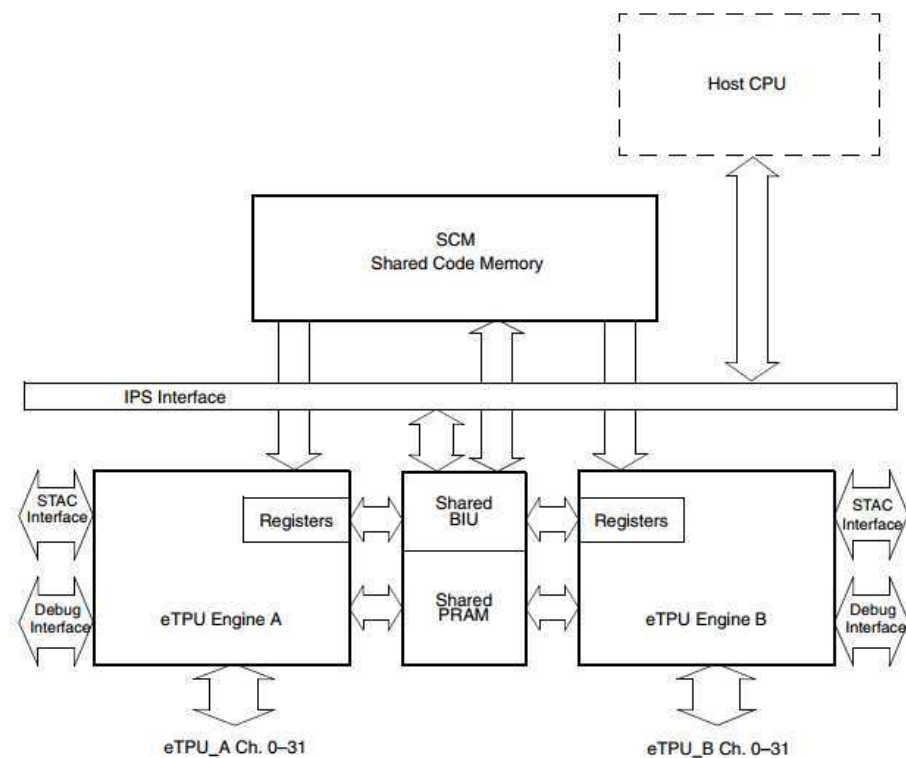 Host CPU
SCM
Shared Code Memory
IPS Interface
STAC
Interface
Registers
Shared
BIU
Registers
STAC
Interface
Debug
Interface
eTPU Engine A
Shared
PRAM
eTPU Engine B
Debug
Interface
eTPU_A Ch. 0–31
eTPU_B Ch. 0–31